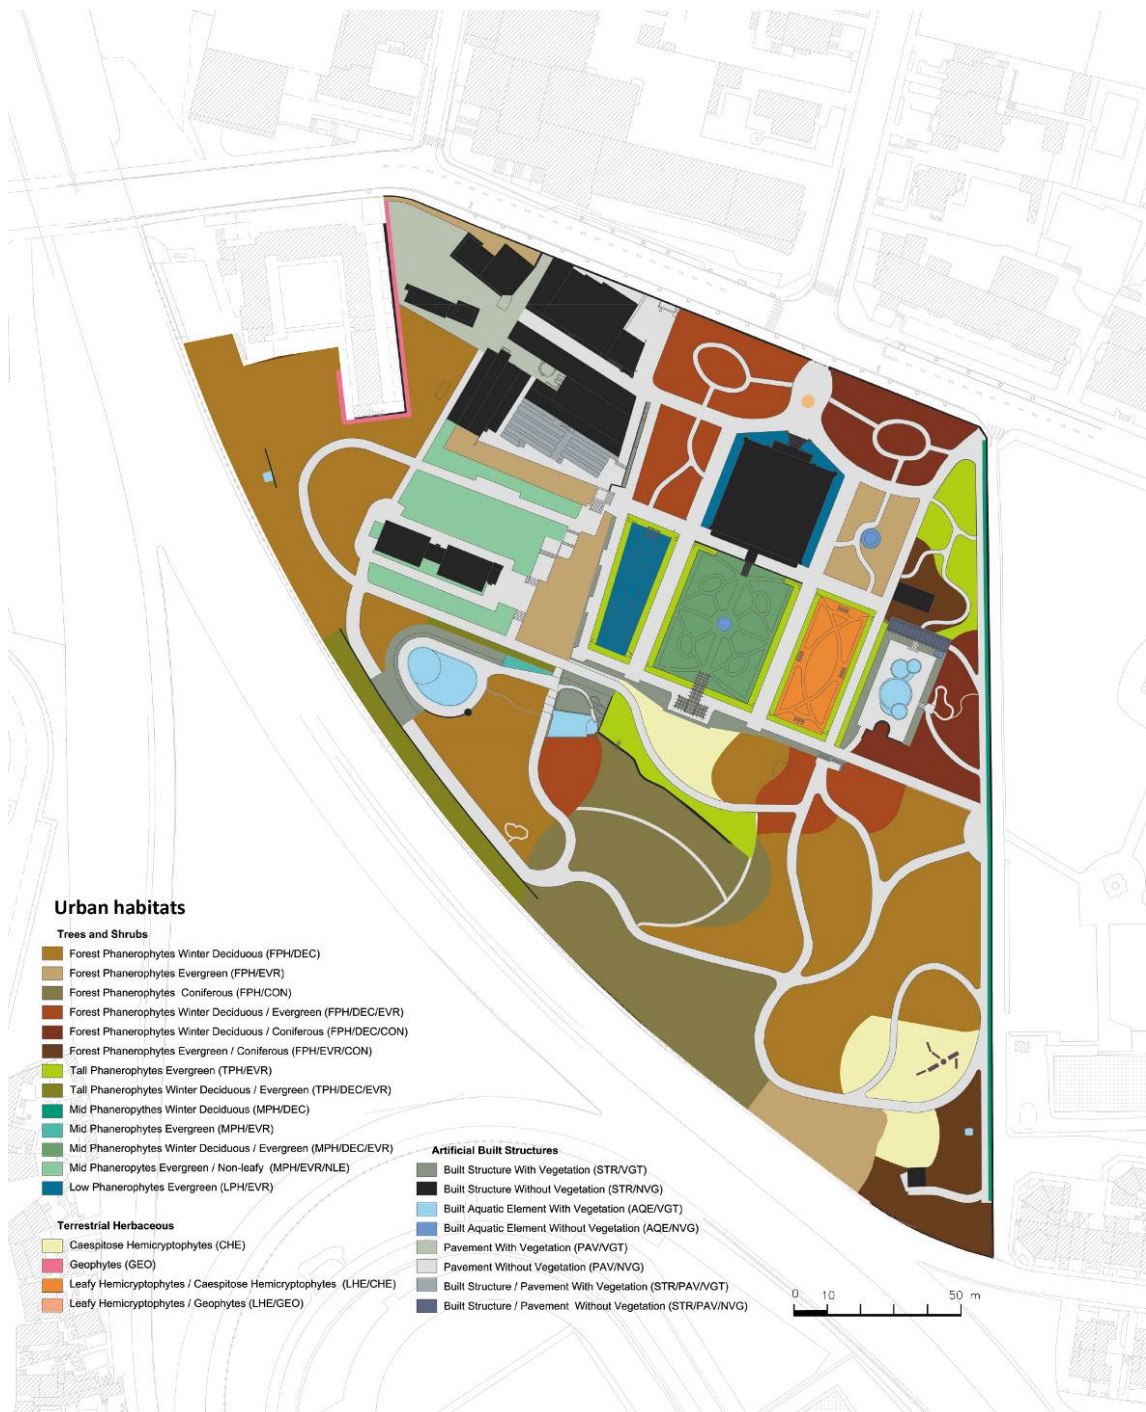 Urban habitats
Trees and Shrubs
Forest Phanerophytes Winter Deciduous (FPH/DEC)
Forest Phanerophytes Evergreen (FPH/EVR)
Forest Phanerophytes Coniferous (FPH/CON)
Forest Phanerophytes Winter Deciduous / Evergreen (FPH/DEC/EVR)
Forest Phanerophytes Winter Deciduous / Coniferous (FPH/DEC/CON)
Forest Phanerophytes Evergreen / Coniferous (FPH/EVR/CON)
Tall Phanerophytes Evergreen (TPH/EVR)
Tall Phanerophytes Winter Deciduous / Evergreen (TPH/DEC/EVR)
Mid Phaneropythes Winter Deciduous (MPH/DEC)
Mid Phanerophytes Evergreen (MPH/EVR)
Mid Phanerophytes Winter Deciduous / Evergreen (MPH/DEC/EVR)
Mid Phaneropytes Evergreen / Non-leafy (MPH/EVR/NLE)
Low Phanerophytes Evergreen (LPH/EVR)
Terrestrial Herbaceous
Caespitose Hemicryptophytes (CHE)
Geophytes (GEO)
Leafy Hemicryptophytes / Caespitose Hemicryptophytes (LHE/CHE)
Leafy Hemicryptophytes / Geophytes (LHE/GEO)
Artificial Built Structures
Built Structure With Vegetation (STR/VGT)
Built Structure Without Vegetation (STR/NVG)
Built Aquatic Element With Vegetation (AQE/VGT)
Built Aquatic Element Without Vegetation (AQE/NVG)
Pavement With Vegetation (PAV/VGT)
Pavement Without Vegetation (PAV/NVG)
Built Structure / Pavement With Vegetation (STR/PAV/VGT)
Built Structure / Pavement Without Vegetation (STR/PAV/NVG)
0 10 50 m